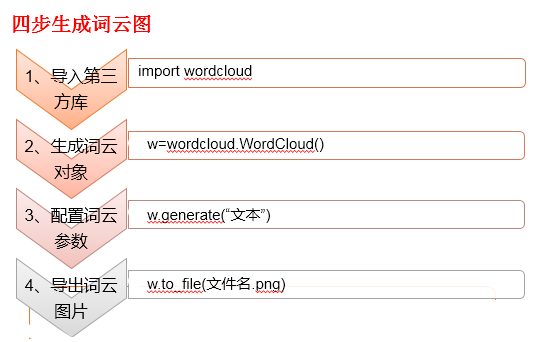 四步生成词云图
1、导入第三
方库
import wordcloud
2、生成词云
对象
w=wordcloud.WordCloud()
3、配置词云
参数
w.generate(“文本”)
4、导出词云
图片
w.to_file(文件名.png)